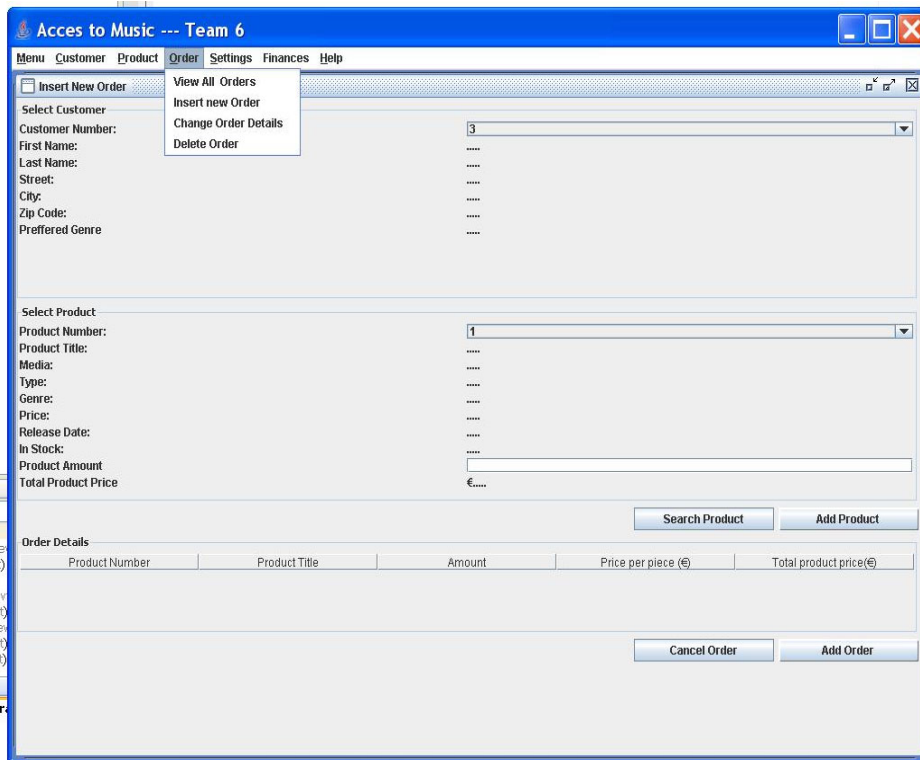 Acces to Music --- Team 6
Menu Customer Product Order Settings Finances Help
Insert New Order
View All Orders
Insert new Order
Change Order Details
Delete Order
Select Customer
Customer Number: 3
First Name: .....
Last Name: .....
Street: .....
City: .....
Zip Code: .....
Preffered Genre .....
Select Product
Product Number: 1
Product Title: .....
Media: .....
Type: .....
Genre: .....
Price: .....
Release Date: .....
In Stock: .....
Product Amount
Total Product Price €.....
Search Product Add Product
Order Details
Product Number Product Title Amount Price per piece (€) Total product price(€)
Cancel Order Add Order